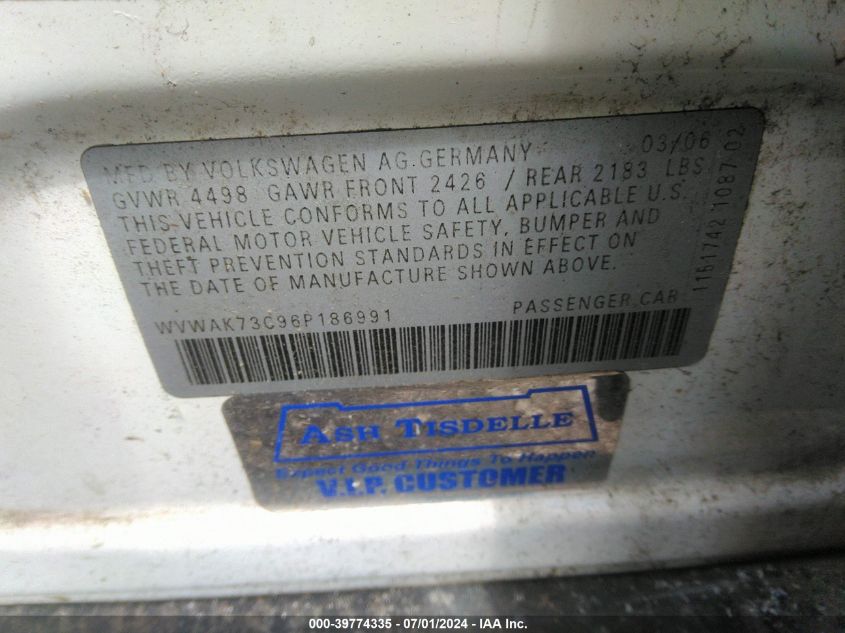 MFD. BY VOLKSWAGEN AG.GERMANY 03/06
GVWR 4498 GAWR FRONT 2426 / REAR 2183 LBS
THIS VEHICLE CONFORMS TO ALL APPLICABLE U.S.
FEDERAL MOTOR VEHICLE SAFETY, BUMPER AND
THEFT PREVENTION STANDARDS IN EFFECT ON
THE DATE OF MANUFACTURE SHOWN ABOVE.
WVWAK73C96P186991 PASSENGER CAR
1151742 1087 02
ASH TISDELLE
Expect Good Things To Happen
V.I.P. CUSTOMER
000-39774335 - 07/01/2024 - IAA Inc.